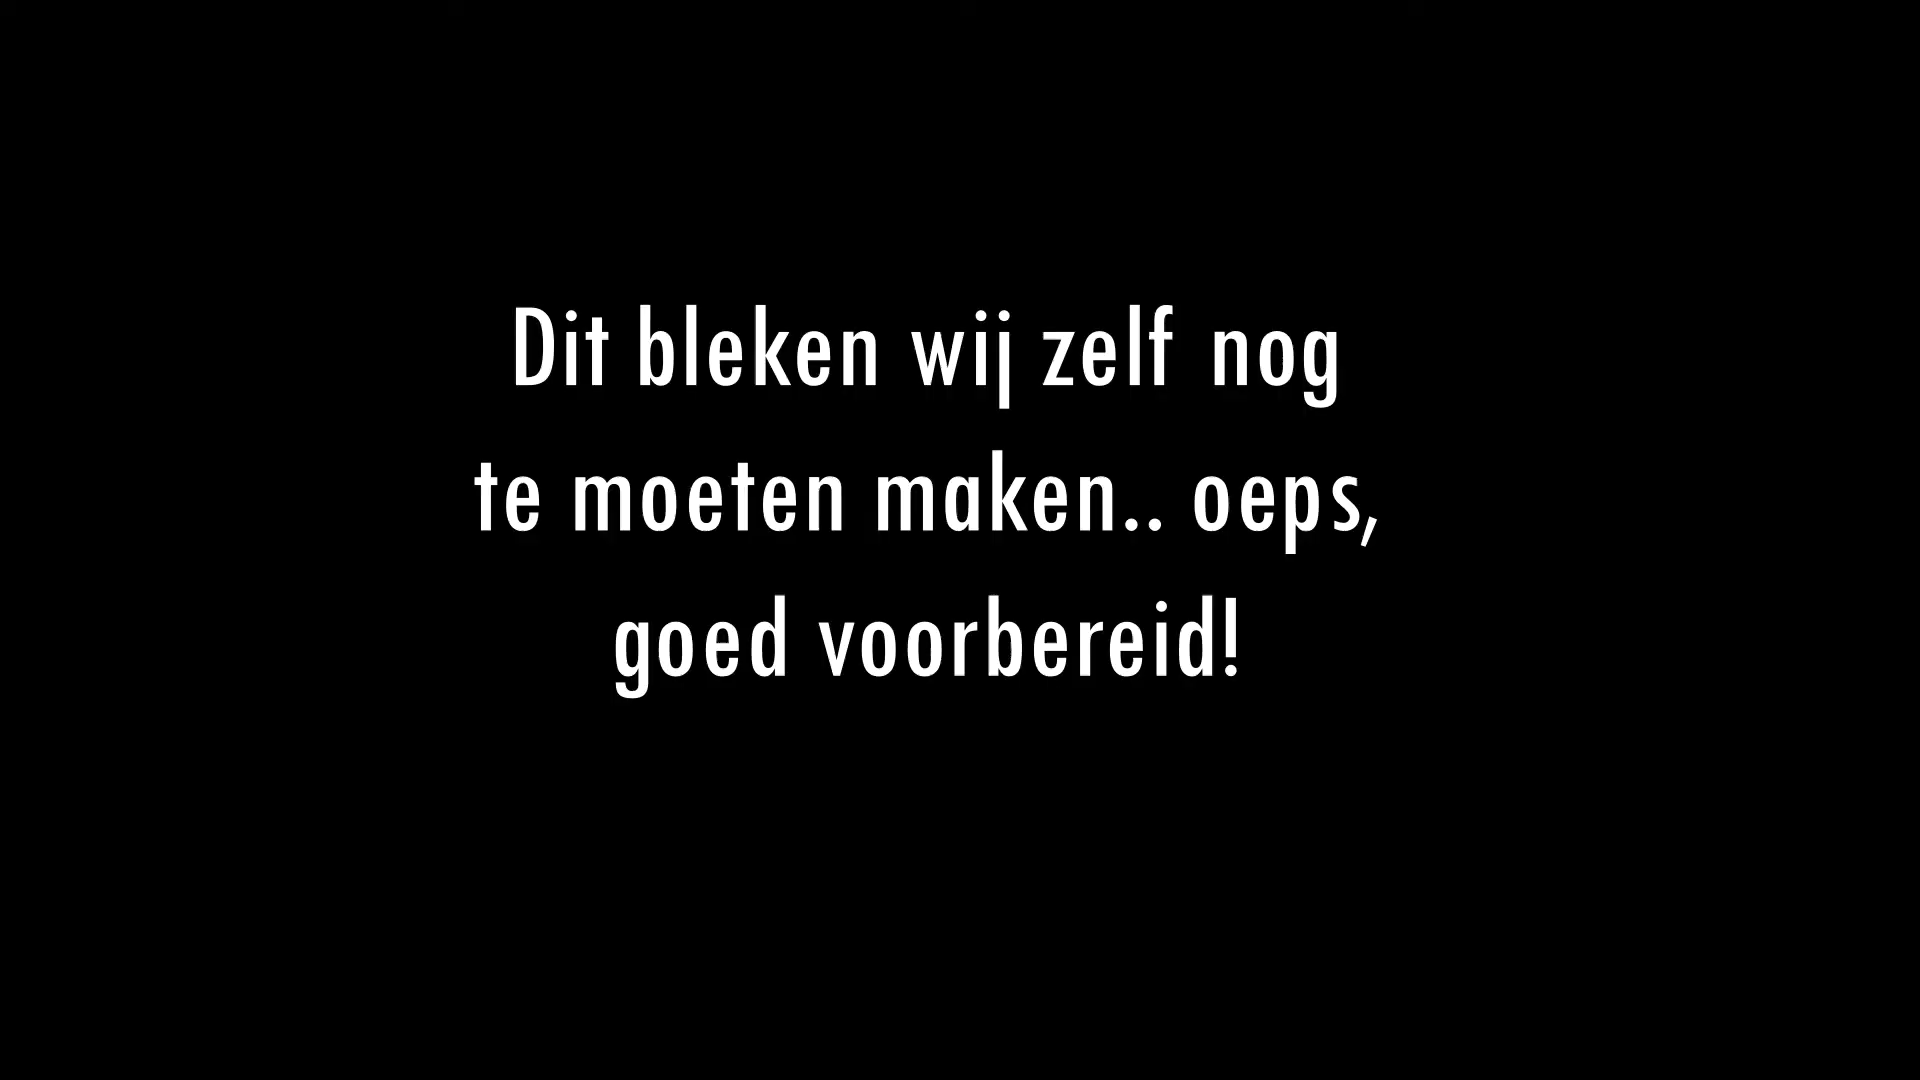 Dit bleken wij zelf nog
te moeten maken.. oeps,
goed voorbereid!